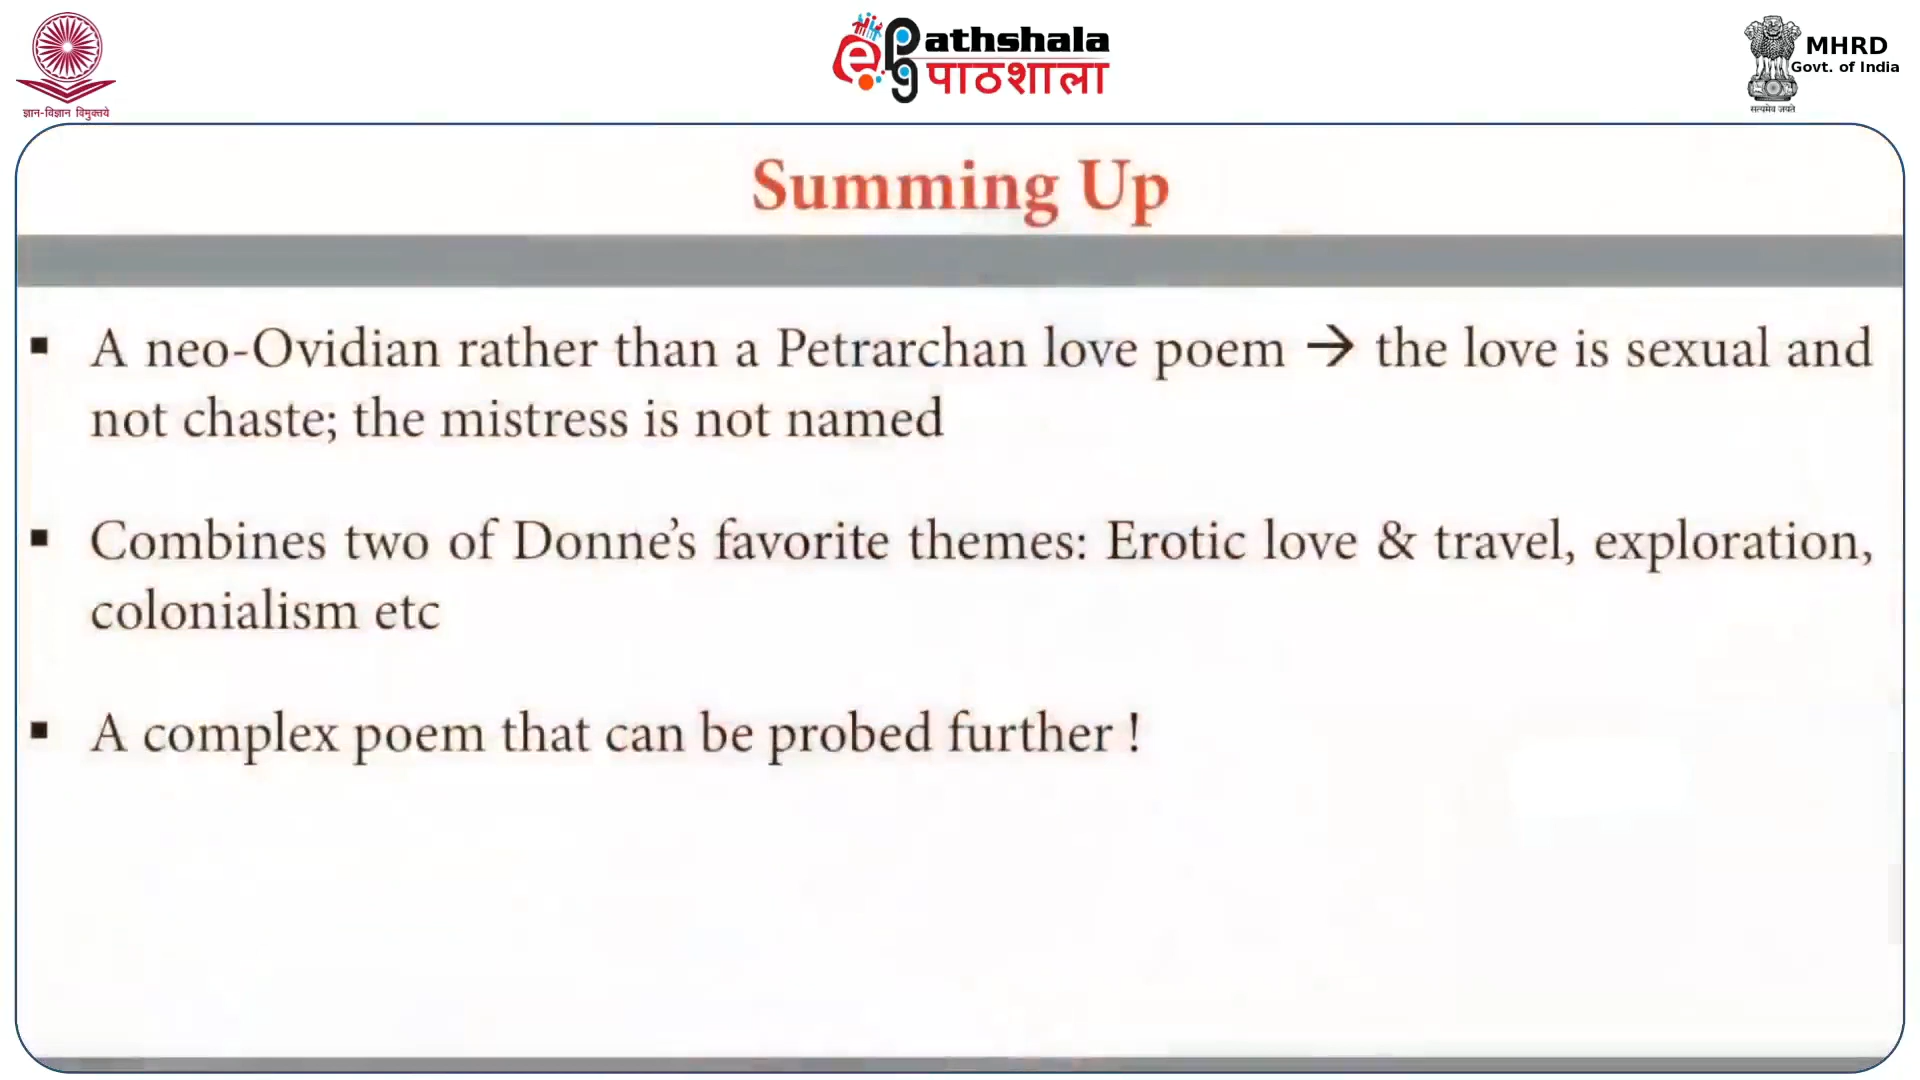 ज्ञान-विज्ञान विमुक्तये
e pg Pathshala
पाठशाला
MHRD
Govt. of India
सत्यमेव जयते
Summing Up
▪ A neo-Ovidian rather than a Petrarchan love poem → the love is sexual and
not chaste; the mistress is not named
▪ Combines two of Donne’s favorite themes: Erotic love & travel, exploration,
colonialism etc
▪ A complex poem that can be probed further !